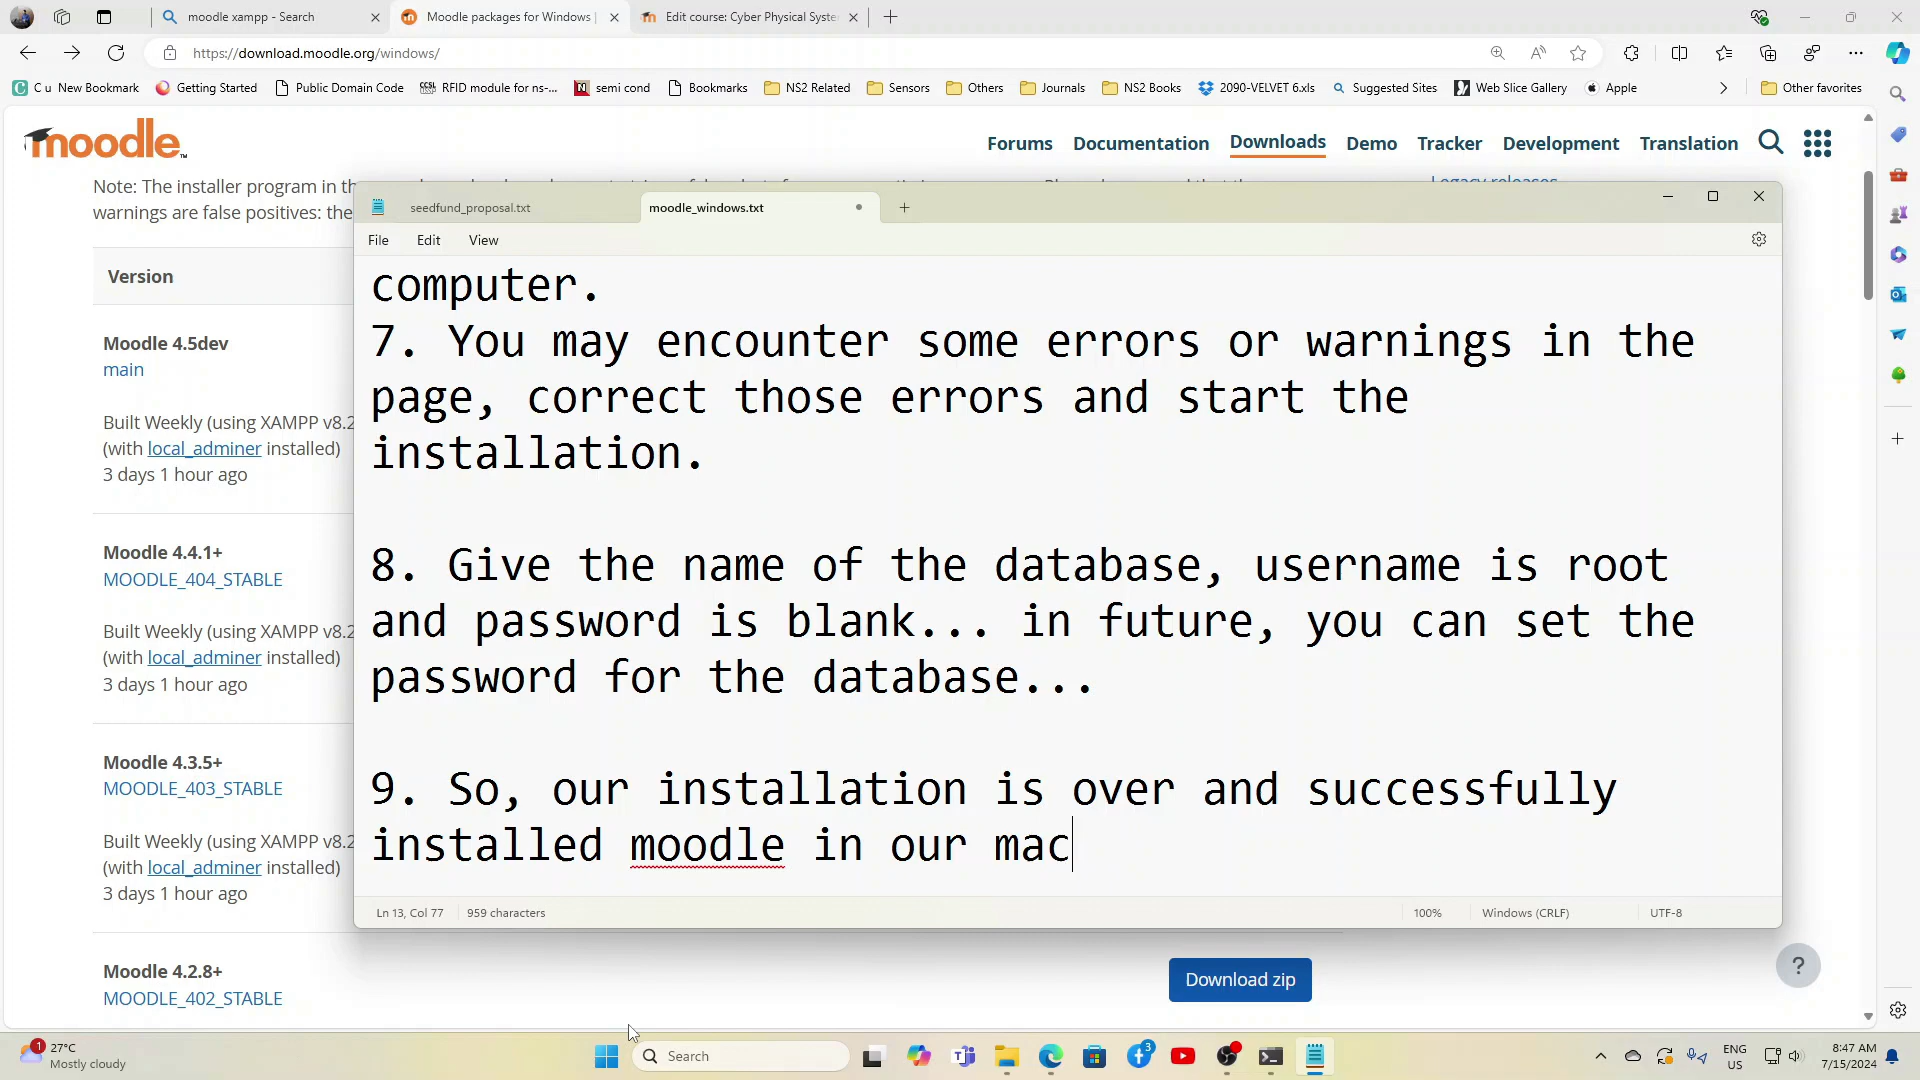 moodle xampp - Search
Moodle packages for Windows |
Edit course: Cyber Physical Syste
https://download.moodle.org/windows/
C u New Bookmark
Getting Started
Public Domain Code
RFID module for ns-...
semi cond
Bookmarks
NS2 Related
Sensors
Others
Journals
NS2 Books
2090-VELVET 6.xls
Suggested Sites
Web Slice Gallery
Apple
Other favorites
moodle
Forums
Documentation
Downloads
Demo
Tracker
Development
Translation
Note: The installer program in th
warnings are false positives: the
Legacy releases
Version
Moodle 4.5dev
main
Built Weekly (using XAMPP v8.2
(with local_adminer installed)
3 days 1 hour ago
Moodle 4.4.1+
MOODLE_404_STABLE
Built Weekly (using XAMPP v8.2
(with local_adminer installed)
3 days 1 hour ago
Moodle 4.3.5+
MOODLE_403_STABLE
Built Weekly (using XAMPP v8.2
(with local_adminer installed)
3 days 1 hour ago
Moodle 4.2.8+
MOODLE_402_STABLE
Download zip
?
seedfund_proposal.txt
moodle_windows.txt
File
Edit
View
computer.
7. You may encounter some errors or warnings in the
page, correct those errors and start the
installation.
8. Give the name of the database, username is root
and password is blank... in future, you can set the
password for the database...
9. So, our installation is over and successfully
installed moodle in our mac
Ln 13, Col 77
959 characters
100%
Windows (CRLF)
UTF-8
1
27°C
Mostly cloudy
Search
3
ENG
US
8:47 AM
7/15/2024